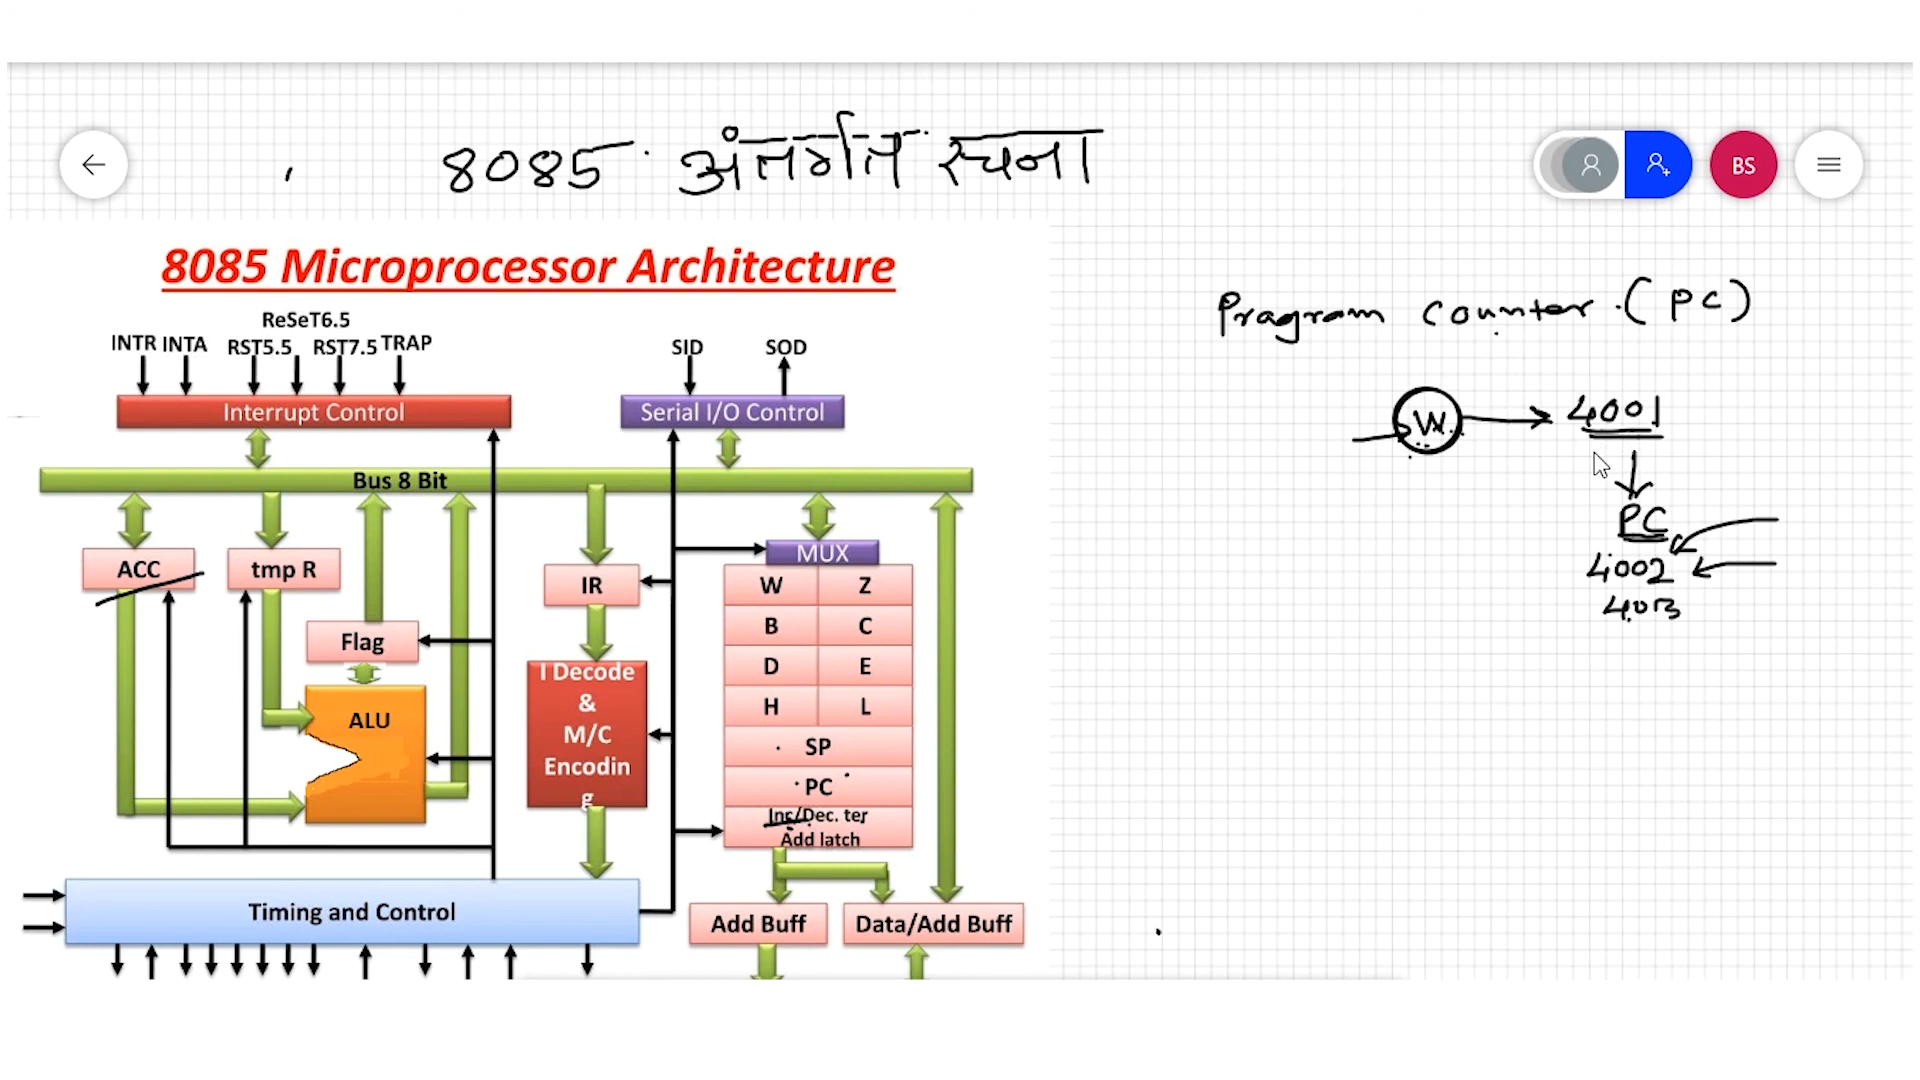 8085 अंतर्गत रचना
BS
8085 Microprocessor Architecture
ReSeT6.5
INTR INTA RST5.5 RST7.5 TRAP
SID SOD
Interrupt Control
Serial I/O Control
Bus 8 Bit
MUX
ACC tmp R
IR
W Z
Flag
B C
I Decode
&
M/C
Encodin
g
D E
H L
ALU
SP
PC
Inc/Dec. ter
Add latch
Timing and Control
Add Buff Data/Add Buff
Pragram Counter (PC)
W 4001
PC
4002
4003